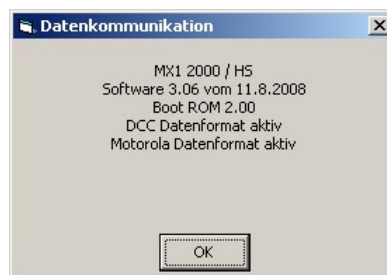 Datenkommunikation
MX1 2000 / HS
Software 3.06 vom 11.8.2008
Boot ROM 2.00
DCC Datenformat aktiv
Motorola Datenformat aktiv
OK